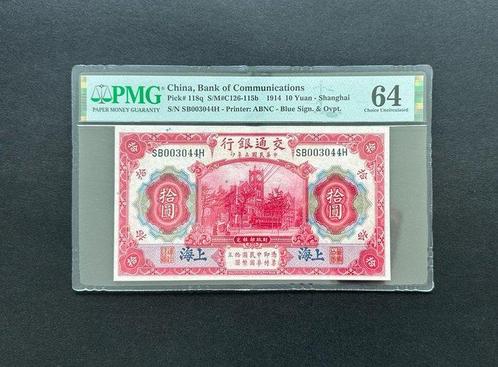 PMG
PAPER MONEY GUARANTY
China, Bank of Communications
Pick# 118q S/M#C126-115b 1914 10 Yuan - Shanghai
S/N SB003044H - Printer: ABNC - Blue Sign. & Ovpt.
64
Choice Uncirculated
行銀通交
SB003044H
SB003044H
拾圓
拾圓
海上
海上